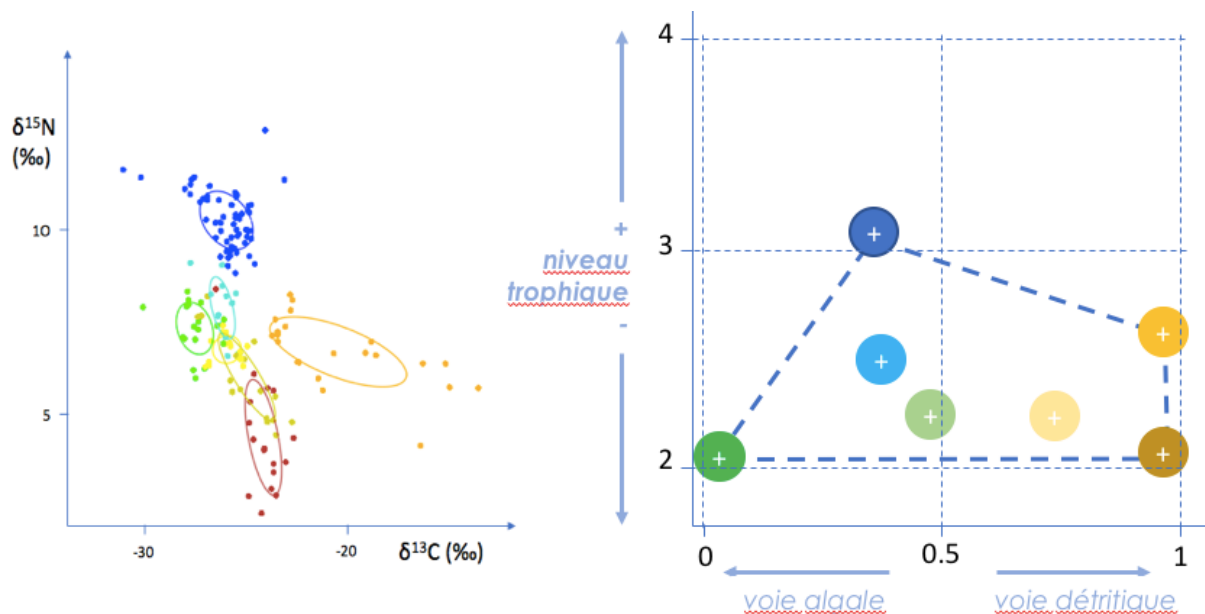 δ¹⁵N
(‰)
10
5
-30
-20
δ¹³C (‰)
+
niveau
trophique
-
4
3
2
0
0.5
1
voie algale
voie détritique